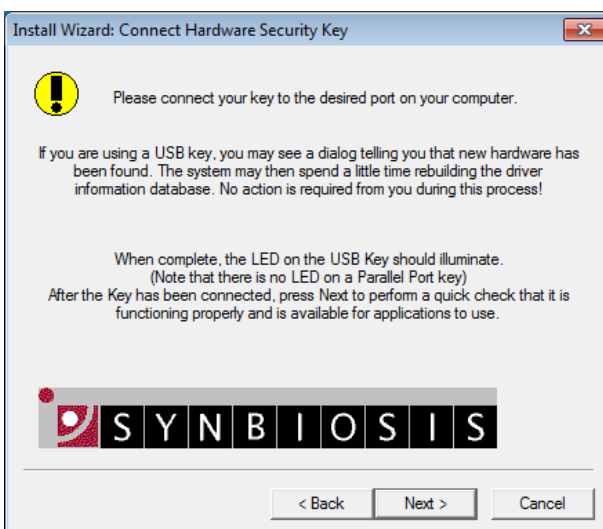 Install Wizard: Connect Hardware Security Key
Please connect your key to the desired port on your computer.
If you are using a USB key, you may see a dialog telling you that new hardware has
been found. The system may then spend a little time rebuilding the driver
information database. No action is required from you during this process!
When complete, the LED on the USB Key should illuminate.
(Note that there is no LED on a Parallel Port key)
After the Key has been connected, press Next to perform a quick check that it is
functioning properly and is available for applications to use.
SYNBIOSIS
< Back Next > Cancel